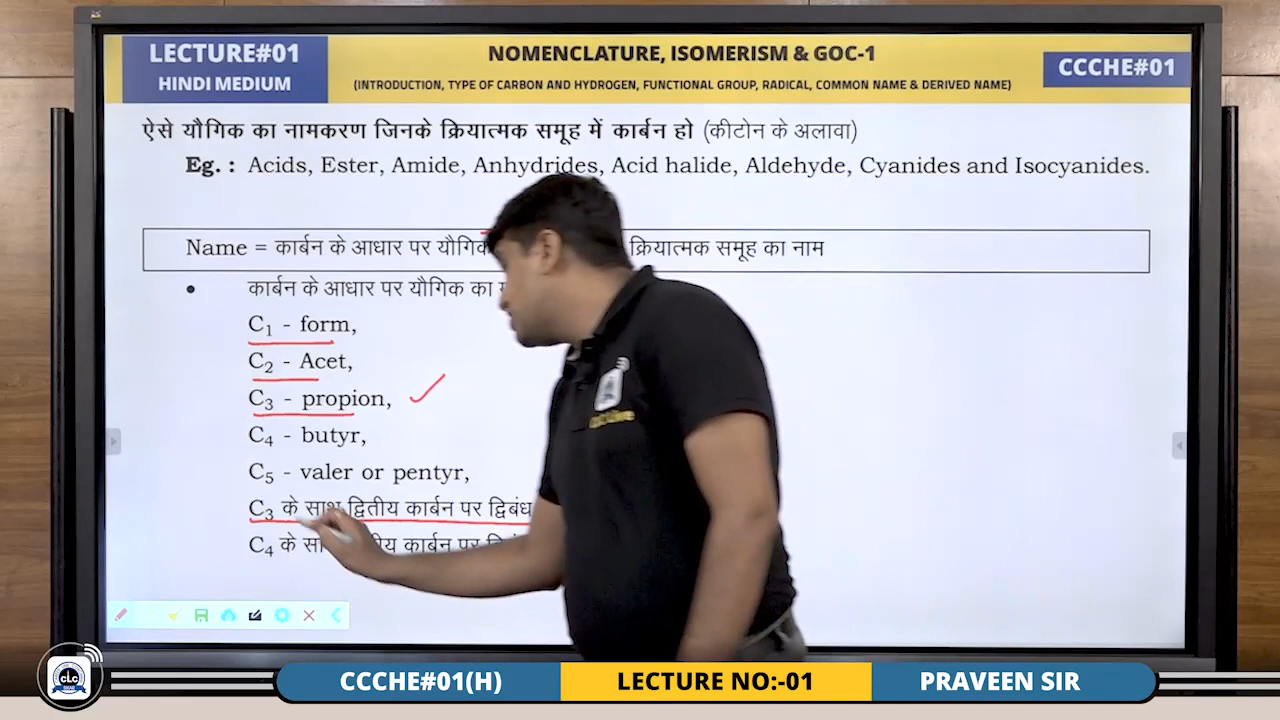 LECTURE#01
HINDI MEDIUM
NOMENCLATURE, ISOMERISM & GOC-1
(INTRODUCTION, TYPE OF CARBON AND HYDROGEN, FUNCTIONAL GROUP, RADICAL, COMMON NAME & DERIVED NAME)
CCCHE#01
ऐसे यौगिक का नामकरण जिनके क्रियात्मक समूह में कार्बन हो (कीटोन के अलावा)
Eg. : Acids, Ester, Amide, Anhydrides, Acid halide, Aldehyde, Cyanides and Isocyanides.
Name = कार्बन के आधार पर यौगिक क्रियात्मक समूह का नाम
• कार्बन के आधार पर यौगिक का
C₁ - form,
C₂ - Acet,
C₃ - propion,
C₄ - butyr,
C₅ - valer or pentyr,
C₃ के साथ द्वितीय कार्बन पर
C₄ के कार्बन पर
CLC
CCCHE#01(H)
LECTURE NO:-01
PRAVEEN SIR